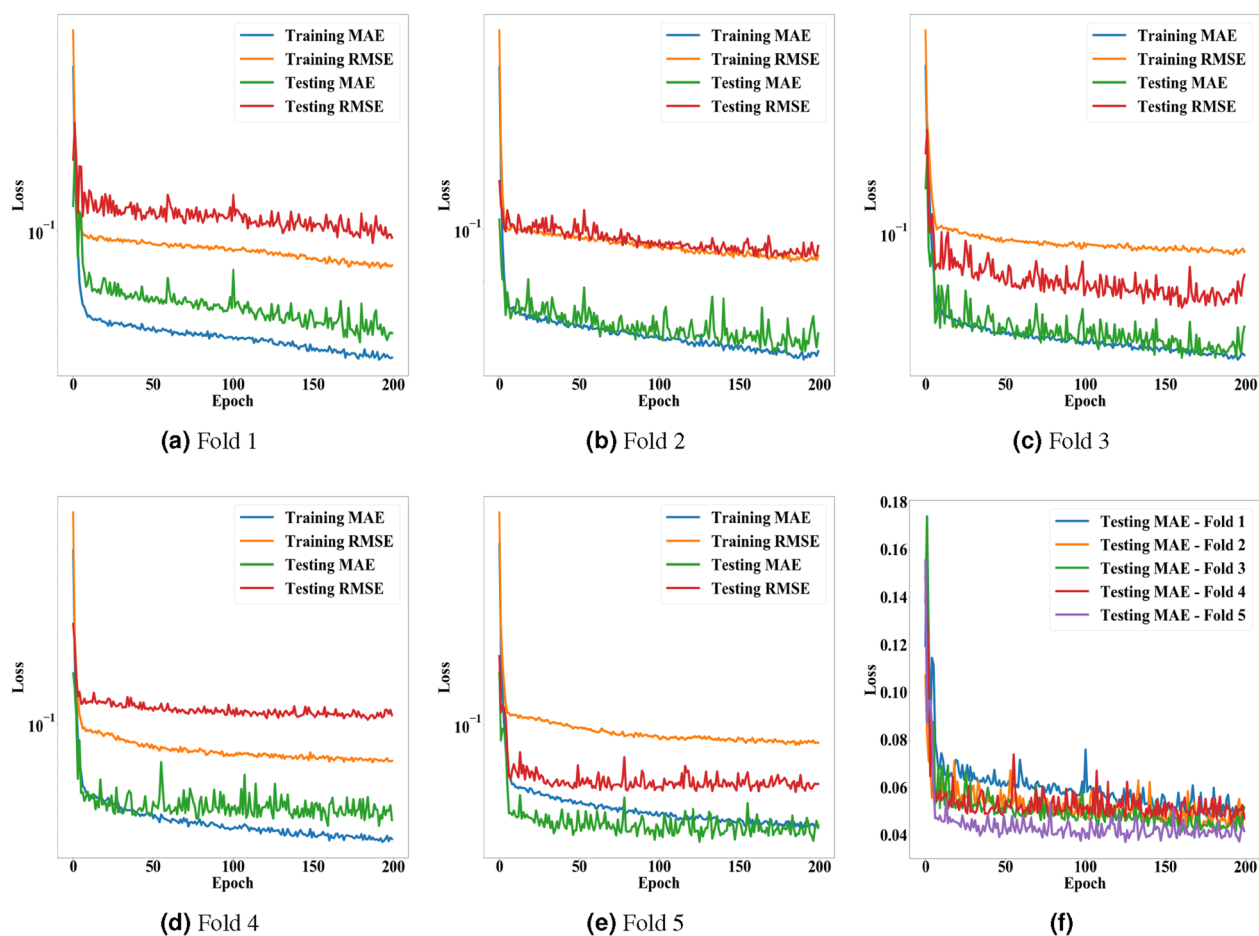 Training MAE
Training RMSE
Testing MAE
Testing RMSE
Loss
10⁻¹
0 50 100 150 200
Epoch
(a) Fold 1
Training MAE
Training RMSE
Testing MAE
Testing RMSE
Loss
10⁻¹
0 50 100 150 200
Epoch
(b) Fold 2
Training MAE
Training RMSE
Testing MAE
Testing RMSE
Loss
10⁻¹
0 50 100 150 200
Epoch
(c) Fold 3
Training MAE
Training RMSE
Testing MAE
Testing RMSE
Loss
10⁻¹
0 50 100 150 200
Epoch
(d) Fold 4
Training MAE
Training RMSE
Testing MAE
Testing RMSE
Loss
10⁻¹
0 50 100 150 200
Epoch
(e) Fold 5
Testing MAE - Fold 1
Testing MAE - Fold 2
Testing MAE - Fold 3
Testing MAE - Fold 4
Testing MAE - Fold 5
Loss
0.18
0.16
0.14
0.12
0.10
0.08
0.06
0.04
0 50 100 150 200
Epoch
(f)